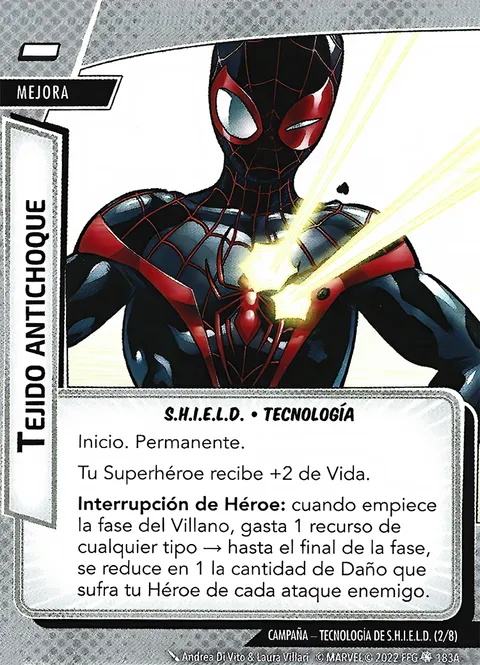 MEJORA
TEJIDO ANTICHOQUE
S.H.I.E.L.D. • TECNOLOGÍA
Inicio. Permanente.
Tu Superhéroe recibe +2 de Vida.
Interrupción de Héroe: cuando empiece
la fase del Villano, gasta 1 recurso de
cualquier tipo → hasta el final de la fase,
se reduce en 1 la cantidad de Daño que
sufra tu Héroe de cada ataque enemigo.
CAMPAÑA – TECNOLOGÍA DE S.H.I.E.L.D. (2/8)
Andrea Di Vito & Laura Villari © MARVEL © 2022 FFG 183A